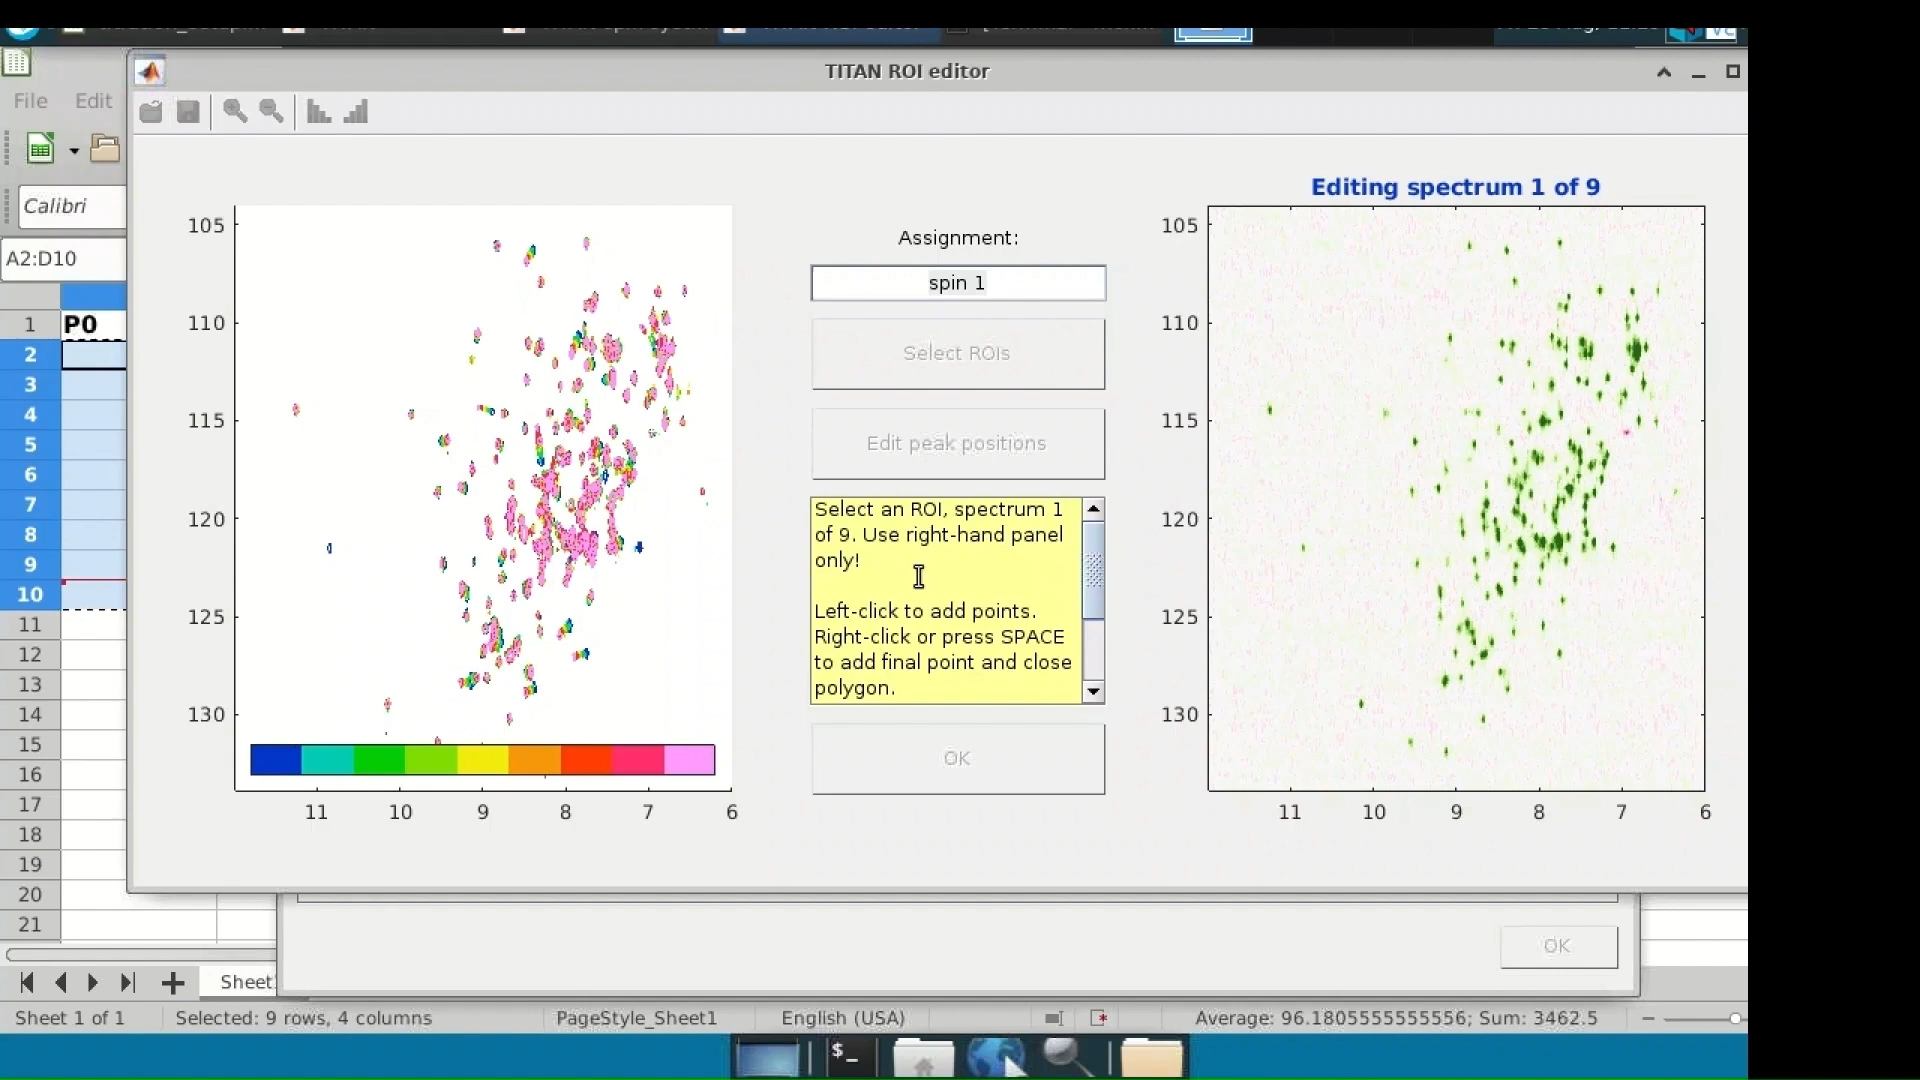 TITAN ROI editor
File Edit
Calibri
A2:D10
P0
1
2
3
4
5
6
7
8
9
10
11
12
13
14
15
16
17
18
19
20
21
105
110
115
120
125
130
11 10 9 8 7 6
Assignment:
spin 1
Select ROIs
Edit peak positions
Select an ROI, spectrum 1
of 9. Use right-hand panel
only!
Left-click to add points.
Right-click or press SPACE
to add final point and close
polygon.
OK
Editing spectrum 1 of 9
105
110
115
120
125
130
11 10 9 8 7 6
OK
Sheet
Sheet 1 of 1 Selected: 9 rows, 4 columns PageStyle_Sheet1 English (USA) Average: 96.1805555555556; Sum: 3462.5
$_